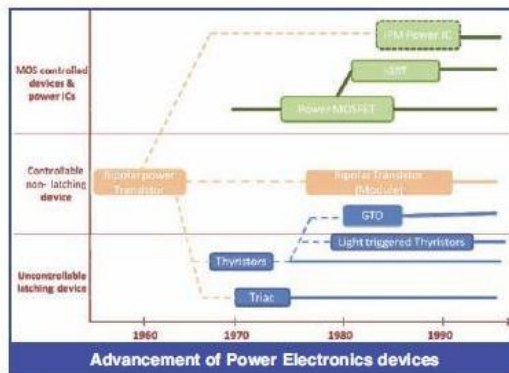 MOS controlled
devices &
power ICs
IPM Power IC
IGBT
Power MOSFET
Controllable
non- latching
device
Bipolar power
Transistor
Bipolar Transistor
(Module)
GTO
Light triggered Thyristors
Uncontrollable
latching device
Thyristors
Triac
1960
1970
1980
1990
Advancement of Power Electronics devices